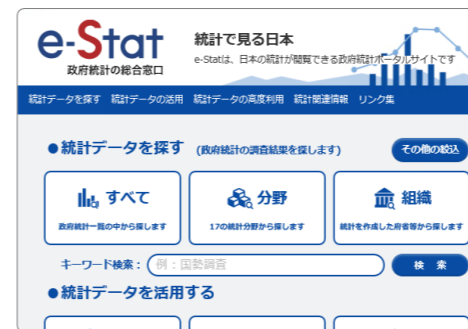 e-Stat
政府統計の総合窓口
統計で見る日本
e-Statは、日本の統計が閲覧できる政府統計ポータルサイトです
統計データを探す 統計データの活用 統計データの高度利用 統計関連情報 リンク集
●統計データを探す (政府統計の調査結果を探します) その他の絞込
すべて
政府統計一覧の中から探します
分野
17の統計分野から探します
組織
統計を作成した府省等から探します
キーワード検索： 例：国勢調査 検 索
●統計データを活用する